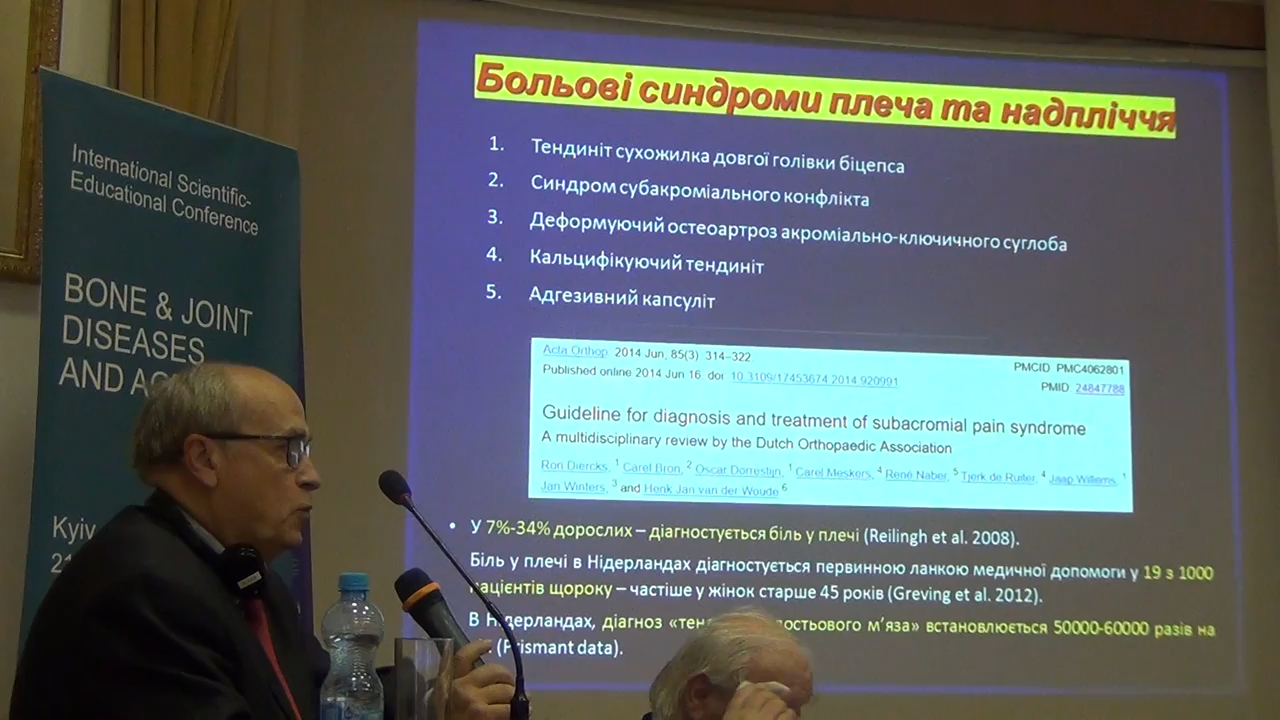 International Scientific-
Educational Conference
BONE & JOINT
DISEASES
AND
Kyiv
Больові синдроми плеча та надпліччя
1. Тендиніт сухожилка довгої голівки біцепса
2. Синдром субакроміального конфлікта
3. Деформуючий остеоартроз акроміально-ключичного суглоба
4. Кальцифікуючий тендиніт
5. Адгезивний капсуліт
Acta Orthop. 2014 Jun; 85(3) 314–322
PMCID PMC4062801
Published online 2014 Jun 16 doi 10.3109/17453674.2014.920991
PMID 24847788
Guideline for diagnosis and treatment of subacromial pain syndrome
A multidisciplinary review by the Dutch Orthopaedic Association
Ron Diercks, 1 Carel Bron, 2 Oscar Dorrestijn, 1 Carel Meskers, 4 René Naber, 5 Tjerk de Ruiter, 4 Jaap Willems, 1
Jan Winters, 3 and Henk Jan van der Woude 6
• У 7%-34% дорослих – діагностується біль у плечі (Reilingh et al. 2008).
Біль у плечі в Нідерландах діагностується первинною ланкою медичної допомоги у 19 з 1000
пацієнтів щороку – частіше у жінок старше 45 років (Greving et al. 2012).
В Нідерландах, діагноз м’яза» встановлюється 50000-60000 разів на
(Prismant data).